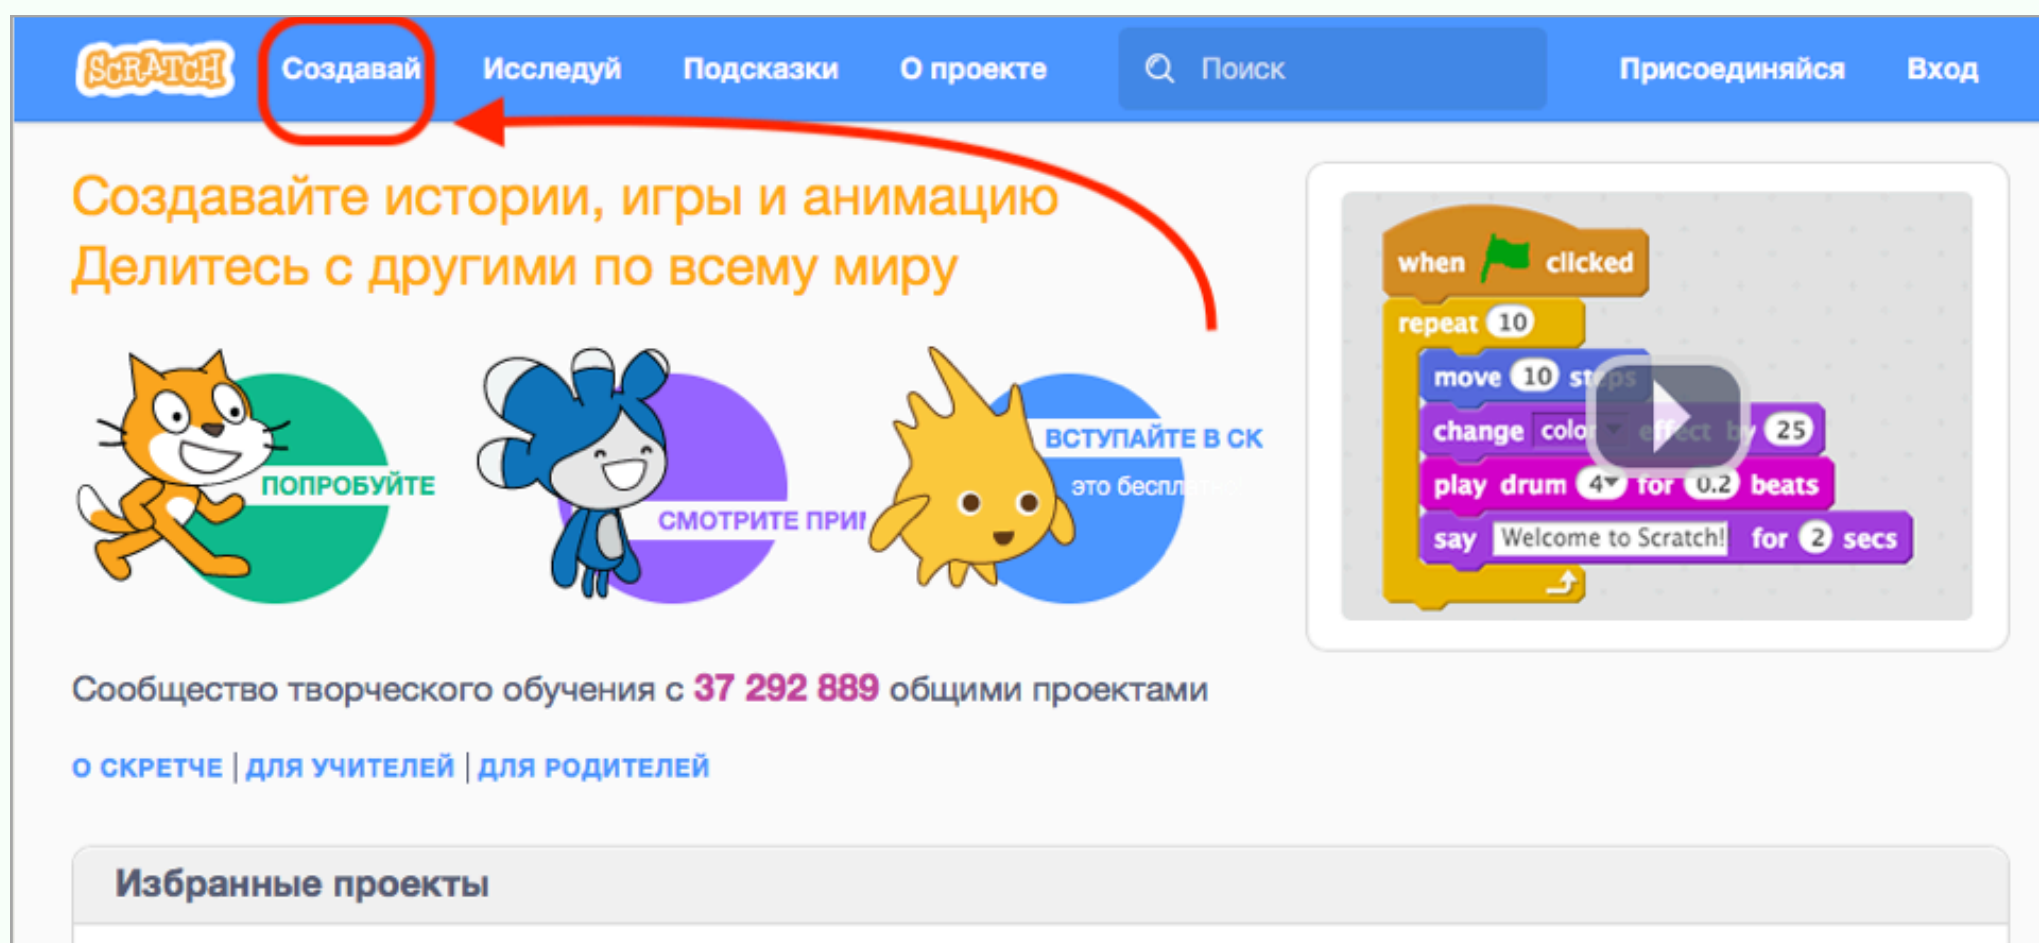 SCRATCH Создавай Исследуй Подсказки О проекте Поиск Присоединяйся Вход
Создавайте истории, игры и анимацию
Делитесь с другими по всему миру
ПОПРОБУЙТЕ
СМОТРИТЕ
ВСТУПАЙТЕ В СК
это
when clicked
repeat 10
move 10 steps
change color effect by 25
play drum 4 for 0.2 beats
say Welcome to Scratch! for 2 secs
Сообщество творческого обучения с 37 292 889 общими проектами
О СКРЕТЧЕ | ДЛЯ УЧИТЕЛЕЙ | ДЛЯ РОДИТЕЛЕЙ
Избранные проекты